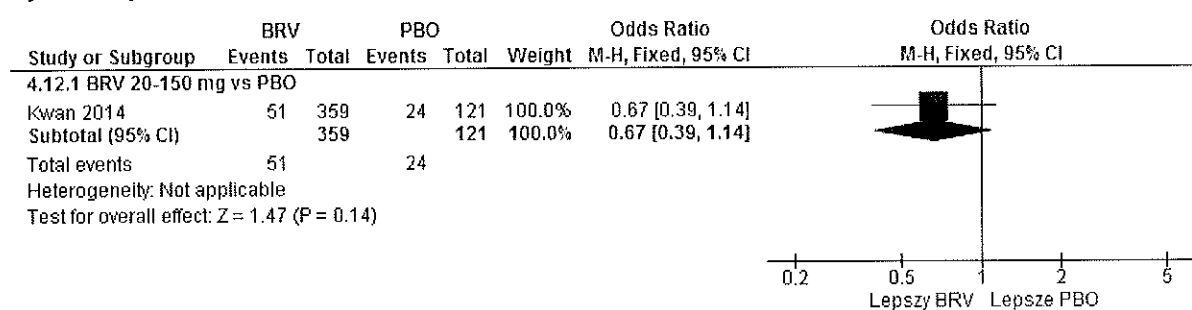 BRV PBO Odds Ratio Odds Ratio
Study or Subgroup Events Total Events Total Weight M-H, Fixed, 95% CI M-H, Fixed, 95% CI
4.12.1 BRV 20-150 mg vs PBO
Kwan 2014 51 359 24 121 100.0% 0.67 [0.39, 1.14]
Subtotal (95% CI) 359 121 100.0% 0.67 [0.39, 1.14]
Total events 51 24
Heterogeneity: Not applicable
Test for overall effect: Z = 1.47 (P = 0.14)
0.2 0.5 1 2 5
Lepszy BRV Lepsze PBO